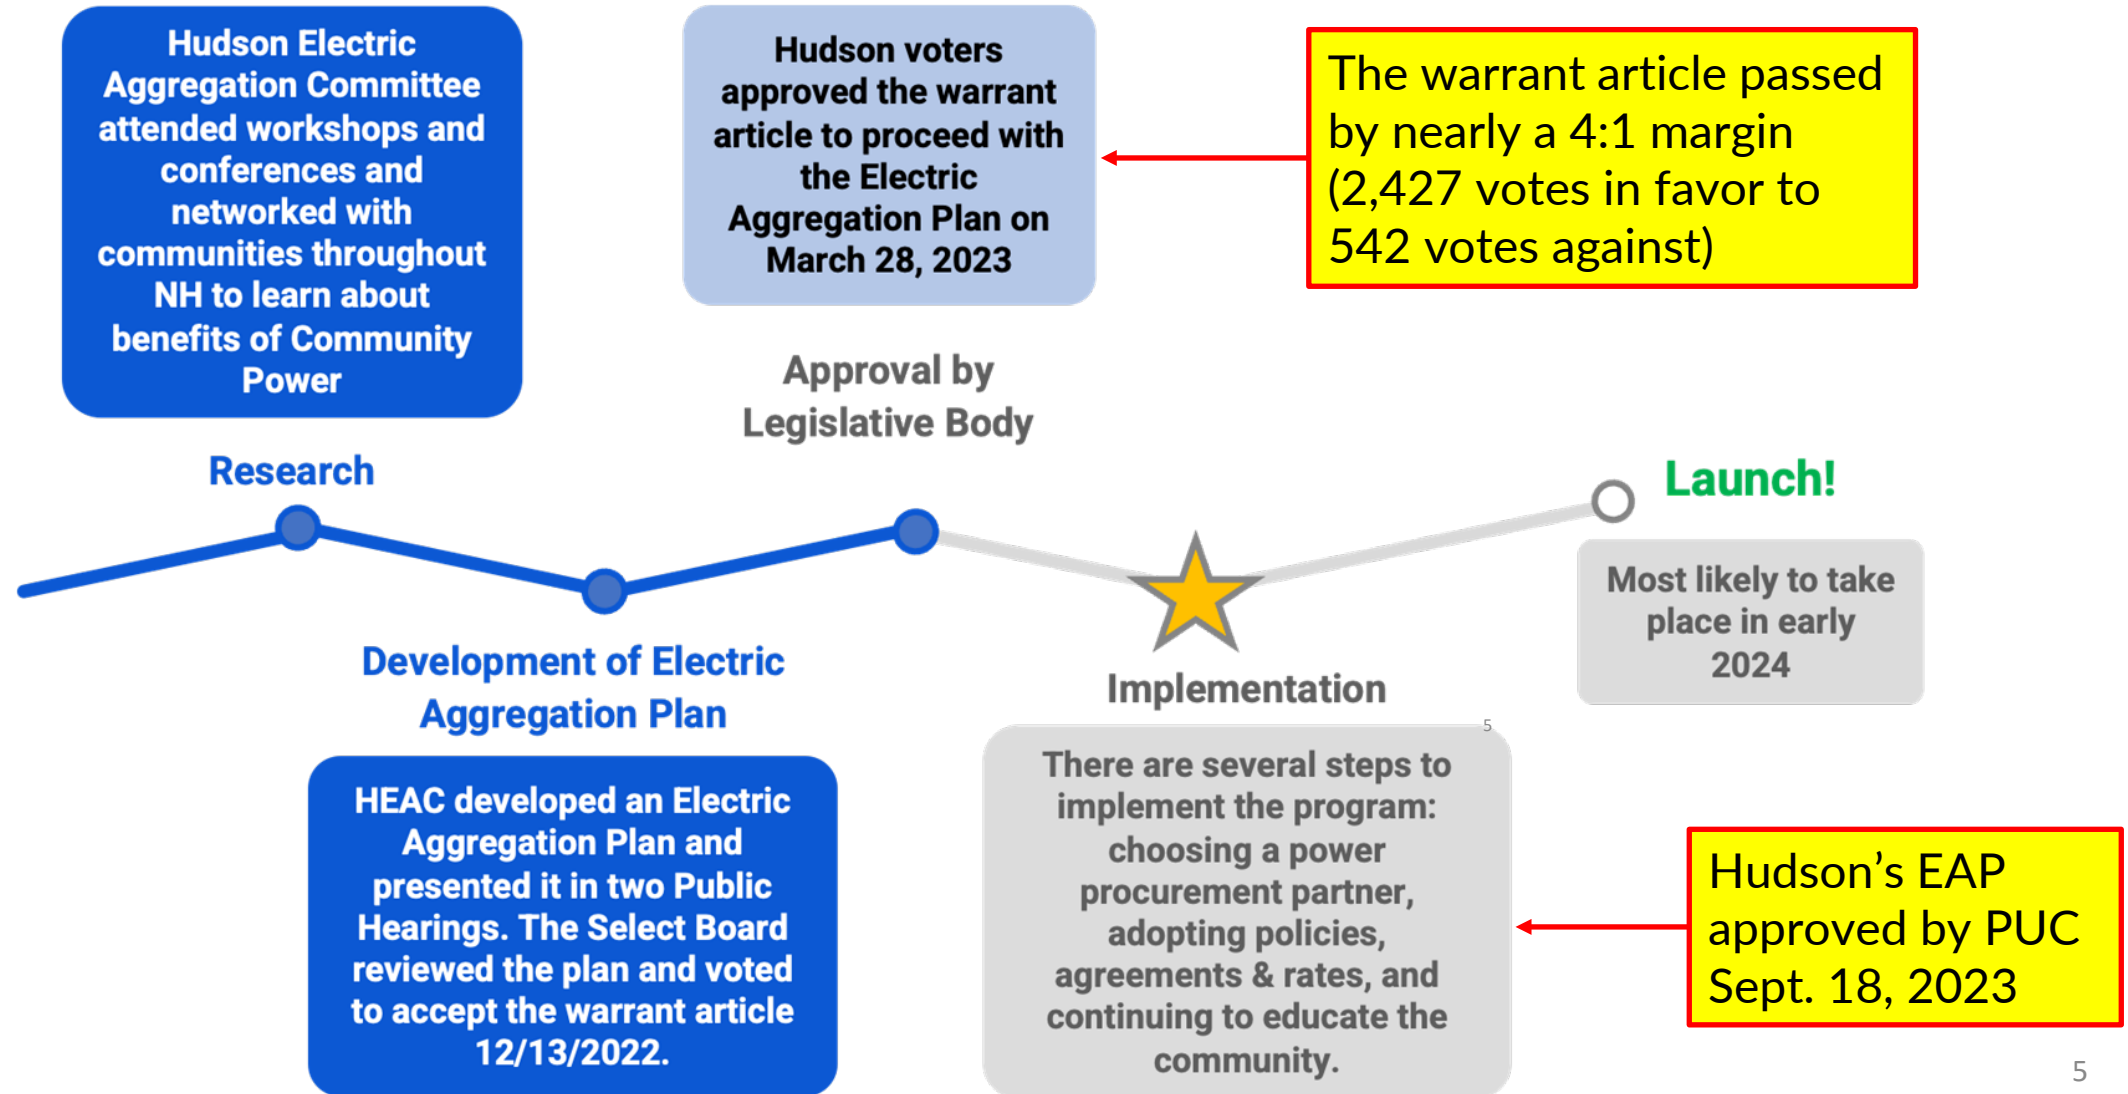 Hudson Electric
Aggregation Committee
attended workshops and
conferences and
networked with
communities throughout
NH to learn about
benefits of Community
Power
Research
Development of Electric
Aggregation Plan
HEAC developed an Electric
Aggregation Plan and
presented it in two Public
Hearings. The Select Board
reviewed the plan and voted
to accept the warrant article
12/13/2022.
Hudson voters
approved the warrant
article to proceed with
the Electric
Aggregation Plan on
March 28, 2023
Approval by
Legislative Body
The warrant article passed
by nearly a 4:1 margin
(2,427 votes in favor to
542 votes against)
Implementation
5
There are several steps to
implement the program:
choosing a power
procurement partner,
adopting policies,
agreements & rates, and
continuing to educate the
community.
Hudson’s EAP
approved by PUC
Sept. 18, 2023
Launch!
Most likely to take
place in early
2024
5